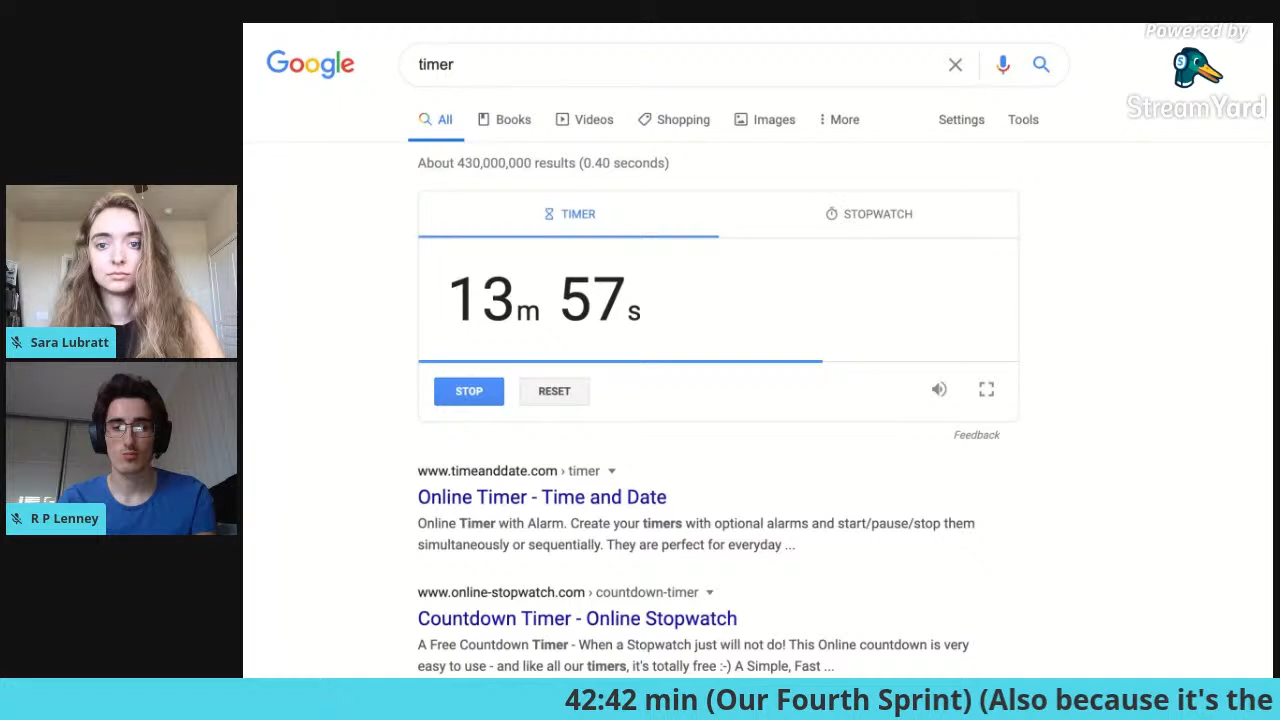 Powered by
StreamYard
Google
timer
All
Books
Videos
Shopping
Images
More
Settings
Tools
About 430,000,000 results (0.40 seconds)
TIMER
STOPWATCH
13m 57s
STOP
RESET
Feedback
www.timeanddate.com › timer
Online Timer - Time and Date
Online Timer with Alarm. Create your timers with optional alarms and start/pause/stop them
simultaneously or sequentially. They are perfect for everyday ...
www.online-stopwatch.com › countdown-timer
Countdown Timer - Online Stopwatch
A Free Countdown Timer - When a Stopwatch just will not do! This Online countdown is very
easy to use - and like all our timers, it's totally free :-) A Simple, Fast ...
Sara Lubratt
R P Lenney
42:42 min (Our Fourth Sprint) (Also because it's the